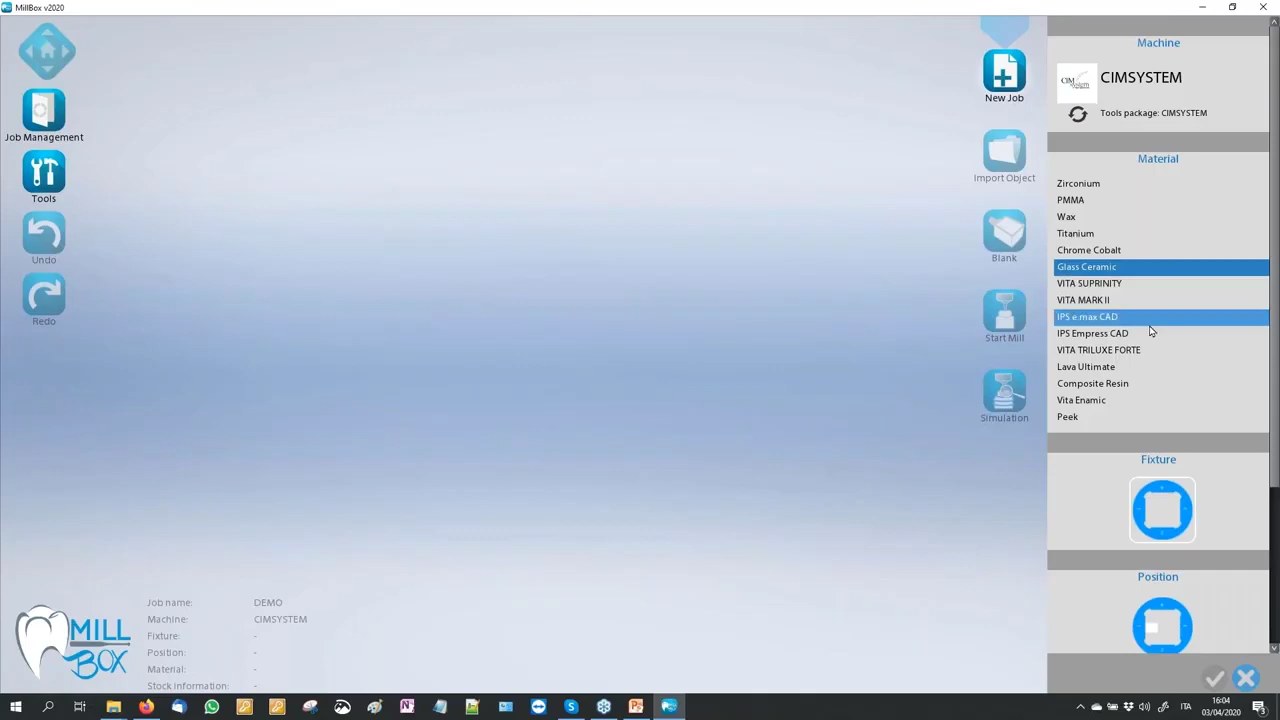 MillBox v2020
Job Management
Tools
Undo
Redo
New Job
Import Object
Blank
Start Mill
Simulation
Machine
CIM
system
CIMSYSTEM
Tools package: CIMSYSTEM
Material
Zirconium
PMMA
Wax
Titanium
Chrome Cobalt
Glass Ceramic
VITA SUPRINITY
VITA MARK II
IPS e.max CAD
IPS Empress CAD
VITA TRILUXE FORTE
Lava Ultimate
Composite Resin
Vita Enamic
Peek
Fixture
Position
MILL
BOX
Job name: DEMO
Machine: CIMSYSTEM
Fixture: -
Position: -
Material: -
Stock information: -
ITA
16:04
03/04/2020